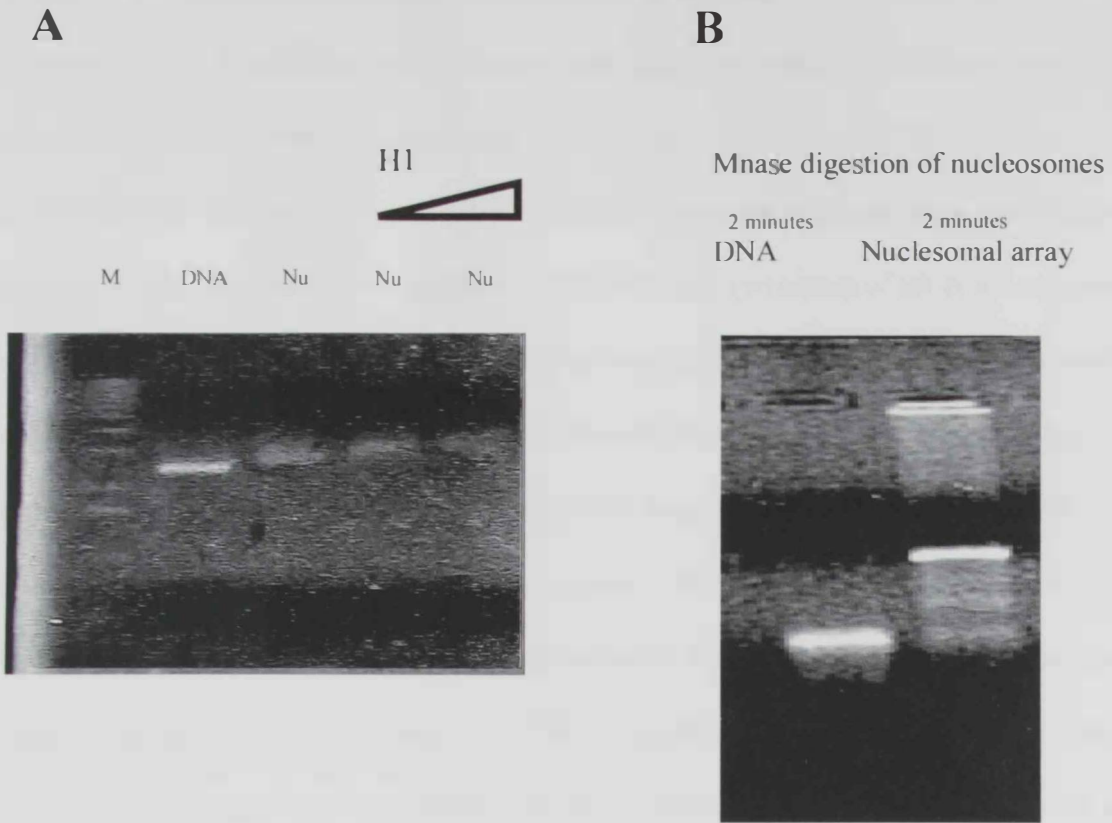 A
B
H1
Mnase digestion of nucleosomes
2 minutes 2 minutes
DNA Nuclesomal array
M DNA Nu Nu Nu